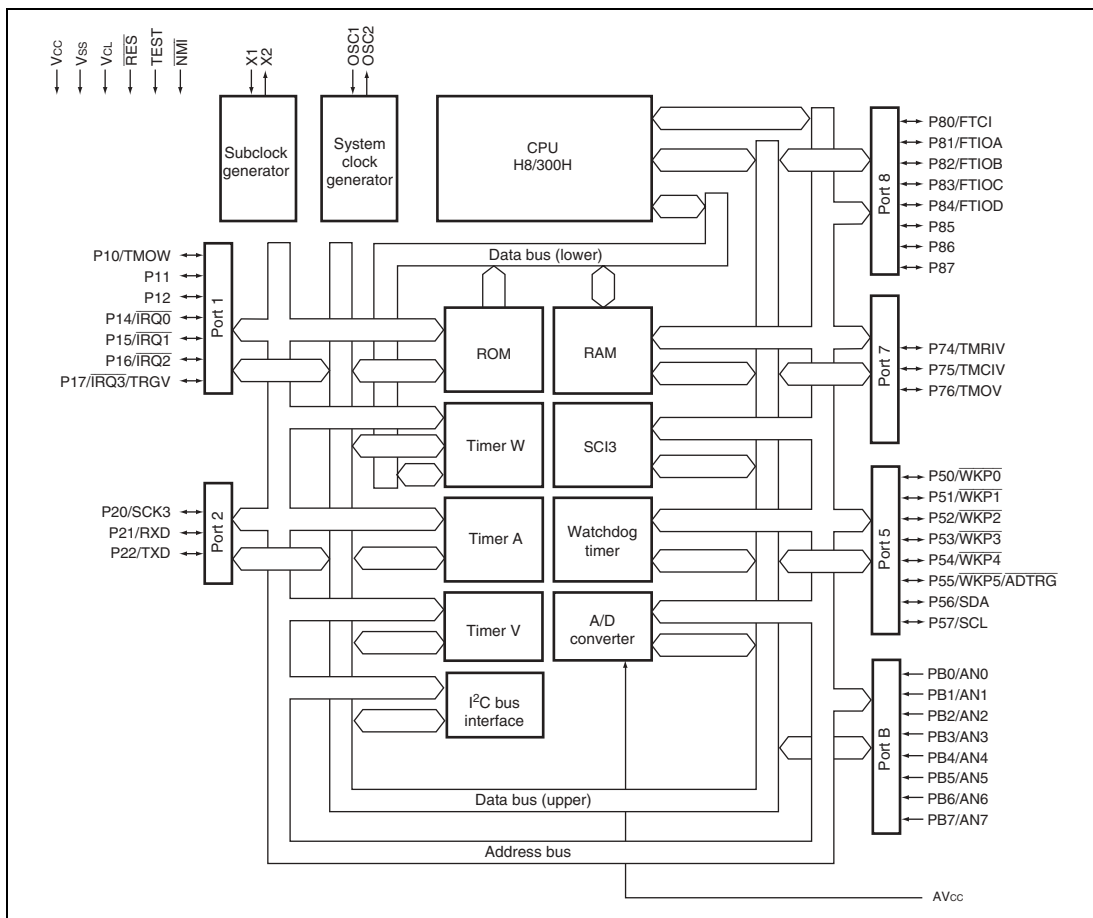 Vcc
Vss
VCL
RES
TEST
NMI
X1
X2
OSC1
OSC2
Subclock
generator
System
clock
generator
CPU
H8/300H
Port 8
P80/FTCI
P81/FTIOA
P82/FTIOB
P83/FTIOC
P84/FTIOD
P85
P86
P87
Data bus (lower)
P10/TMOW
P11
P12
P14/IRQ0
P15/IRQ1
P16/IRQ2
P17/IRQ3/TRGV
Port 1
ROM
RAM
Port 7
P74/TMRIV
P75/TMCIV
P76/TMOV
Timer W
SCI3
P20/SCK3
P21/RXD
P22/TXD
Port 2
Timer A
Watchdog
timer
Port 5
P50/WKP0
P51/WKP1
P52/WKP2
P53/WKP3
P54/WKP4
P55/WKP5/ADTRG
P56/SDA
P57/SCL
Timer V
A/D
converter
I²C bus
interface
Port B
PB0/AN0
PB1/AN1
PB2/AN2
PB3/AN3
PB4/AN4
PB5/AN5
PB6/AN6
PB7/AN7
Data bus (upper)
Address bus
AVcc